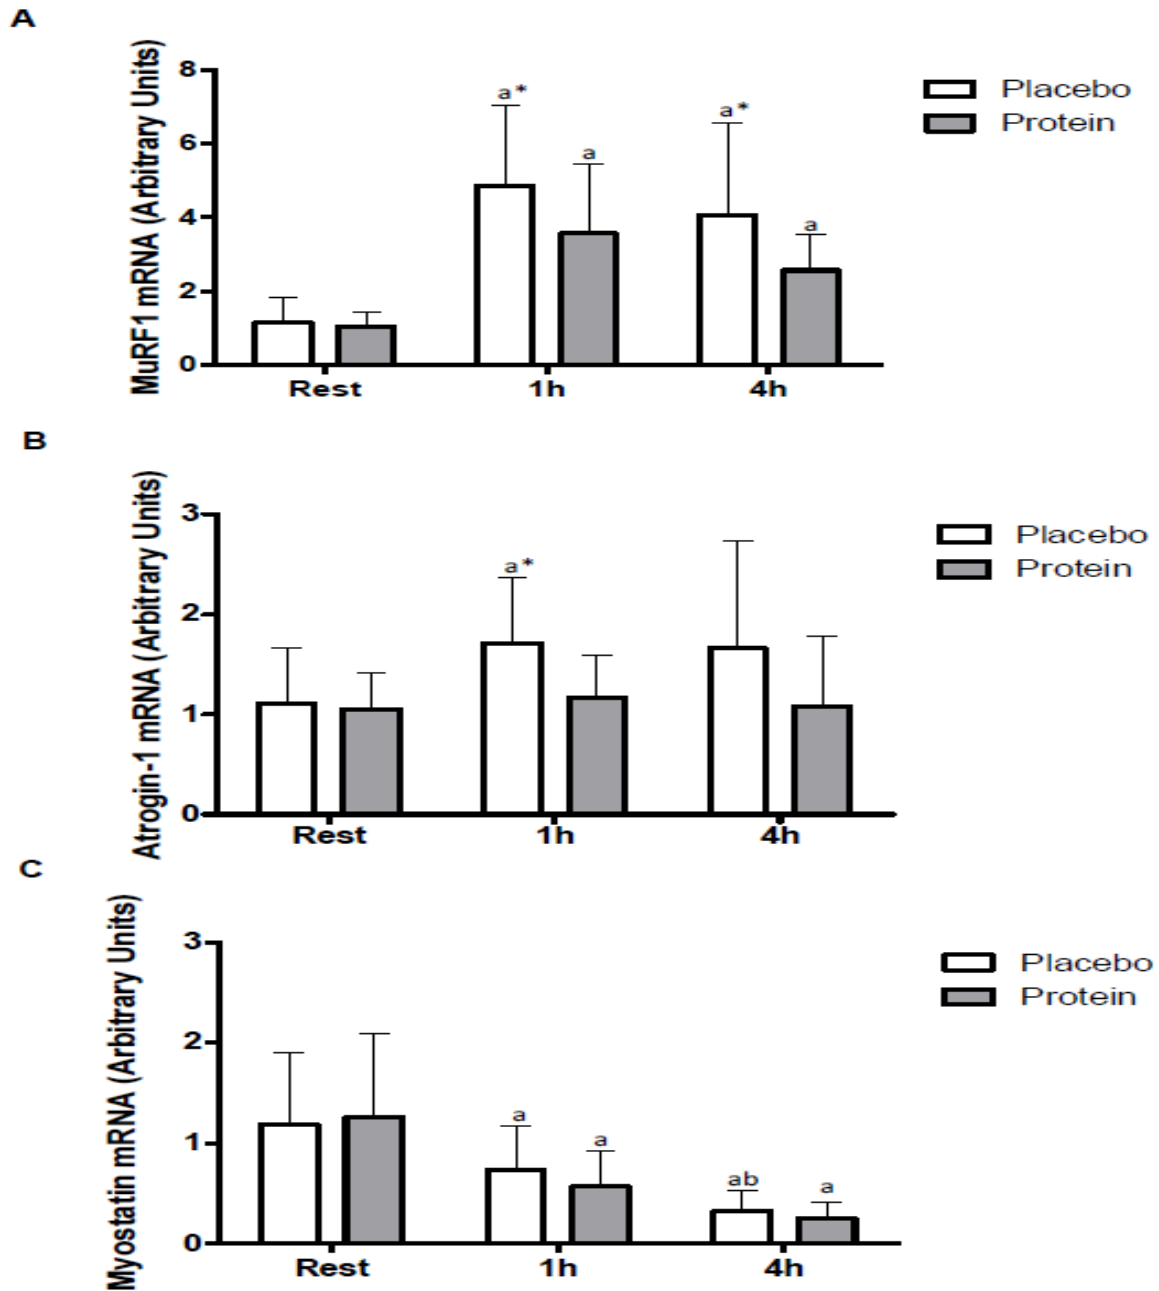 A
MuRF1 mRNA (Arbitrary Units)
8
6
4
2
0
a*
a
a*
a
Rest
1h
4h
Placebo
Protein
B
Atrogin-1 mRNA (Arbitrary Units)
3
2
1
0
a*
Rest
1h
4h
Placebo
Protein
C
Myostatin mRNA (Arbitrary Units)
3
2
1
0
a
a
ab
a
Rest
1h
4h
Placebo
Protein